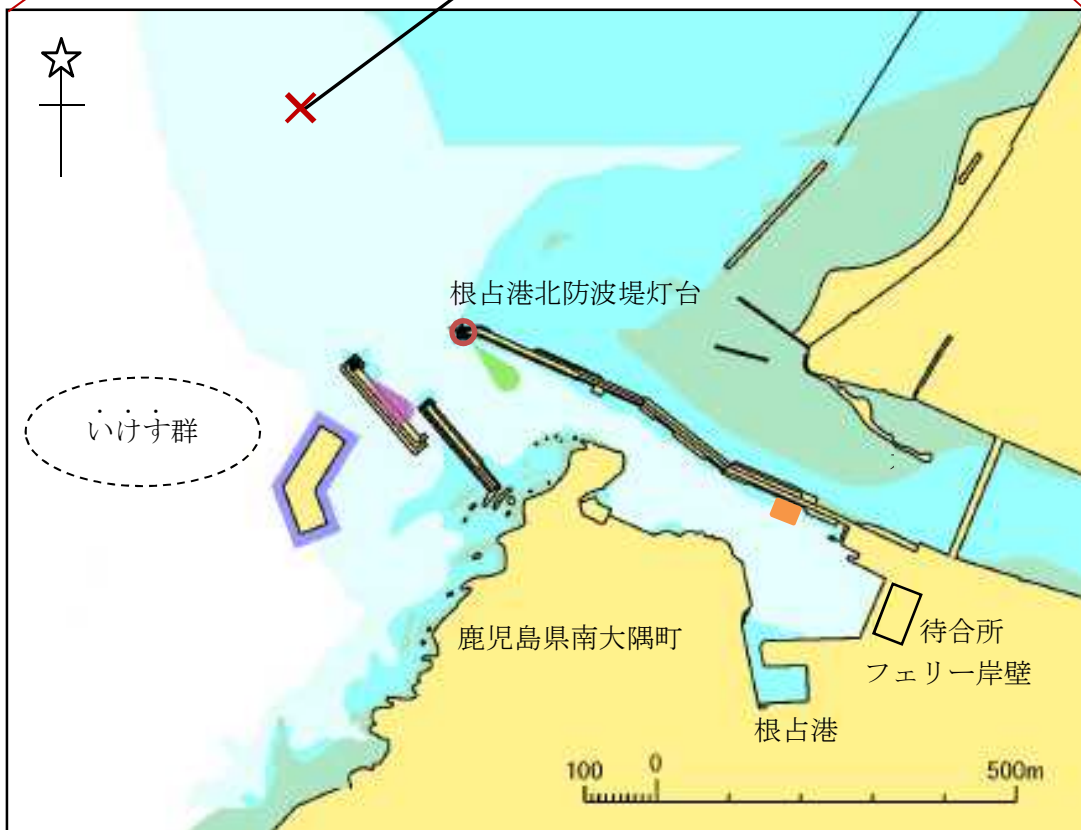 根占港北防波堤灯台
いけす群
鹿児島県南大隅町
待合所
フェリー岸壁
根占港
100 0 500m